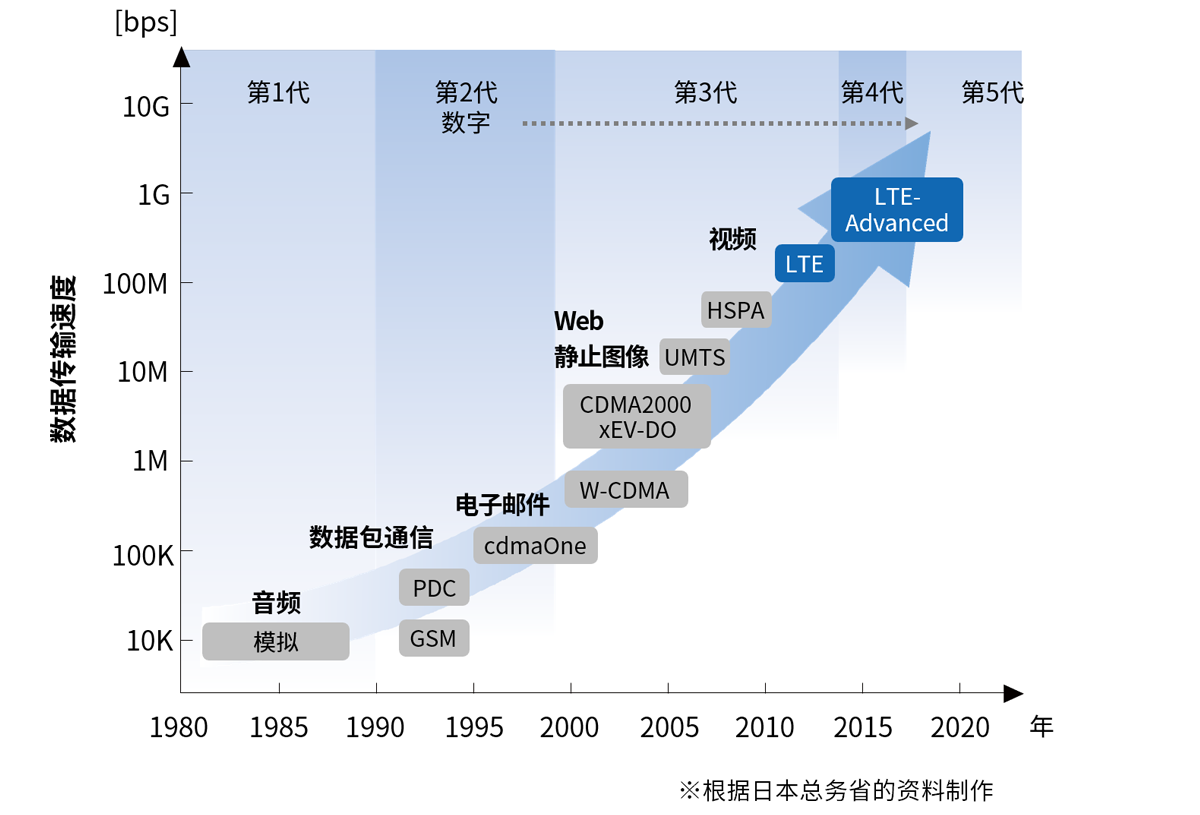 [bps]
第1代
第2代
数字
第3代
第4代
第5代
10G
1G
100M
10M
1M
100K
10K
数据传输速度
LTE-
Advanced
视频
LTE
HSPA
Web
静止图像
UMTS
CDMA2000
xEV-DO
W-CDMA
电子邮件
数据包通信
cdmaOne
PDC
音频
模拟
GSM
1980
1985
1990
1995
2000
2005
2010
2015
2020
年
※根据日本总务省的资料制作